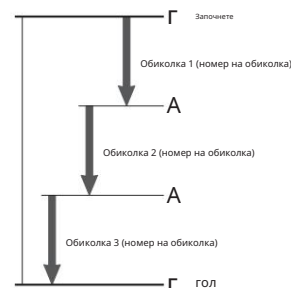 Г Започнете
Обиколка 1 (номер на обиколка)
А
Обиколка 2 (номер на обиколка)
А
Обиколка 3 (номер на обиколка)
Г гол